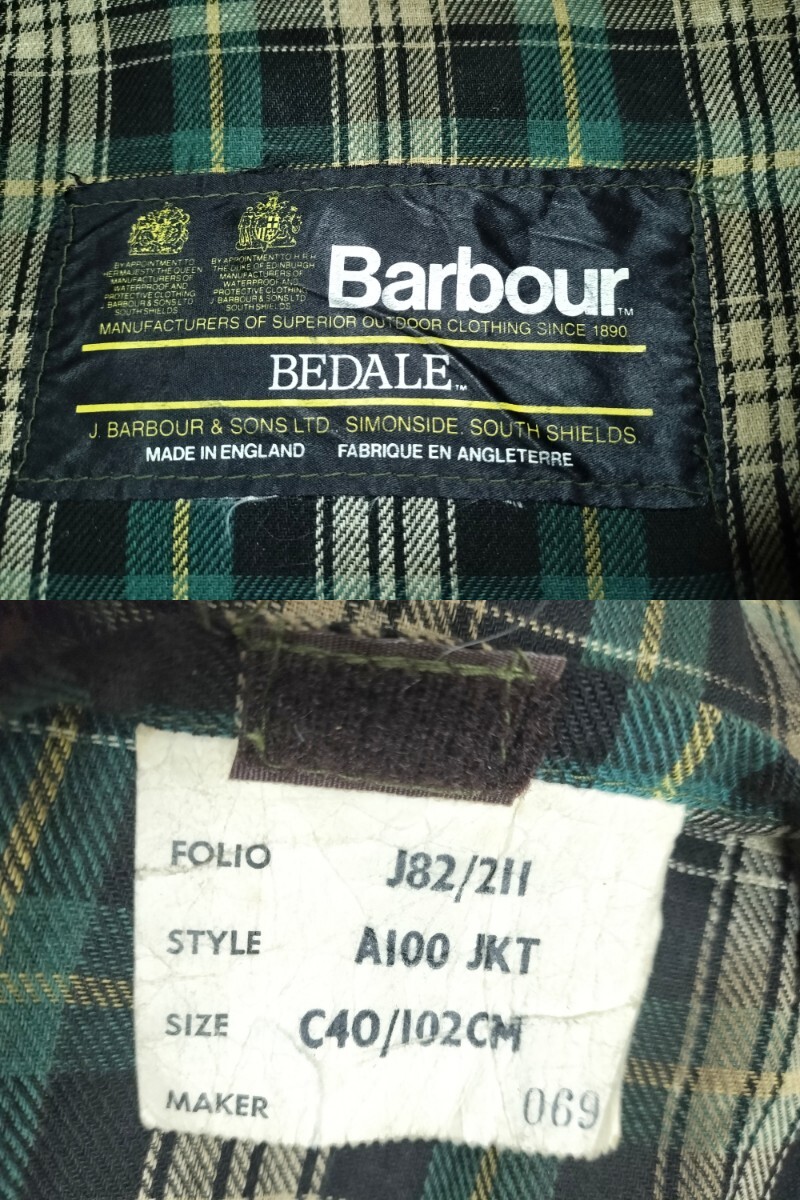 BY APPOINTMENT TO
HER MAJESTY THE QUEEN
MANUFACTURERS OF
WATERPROOF AND
PROTECTIVE CLOTHING
J. BARBOUR & SONS LTD
SOUTH SHIELDS
BY APPOINTMENT TO H R H
THE DUKE OF EDINBURGH
MANUFACTURERS OF
WATERPROOF AND
PROTECTIVE CLOTHING
J. BARBOUR & SONS LTD
SOUTH SHIELDS
Barbour™
MANUFACTURERS OF SUPERIOR OUTDOOR CLOTHING SINCE 1890
BEDALE™
J. BARBOUR & SONS LTD. SIMONSIDE. SOUTH SHIELDS.
MADE IN ENGLAND FABRIQUE EN ANGLETERRE
FOLIO J82/211
STYLE A100 JKT
SIZE C40/102CM
MAKER 069